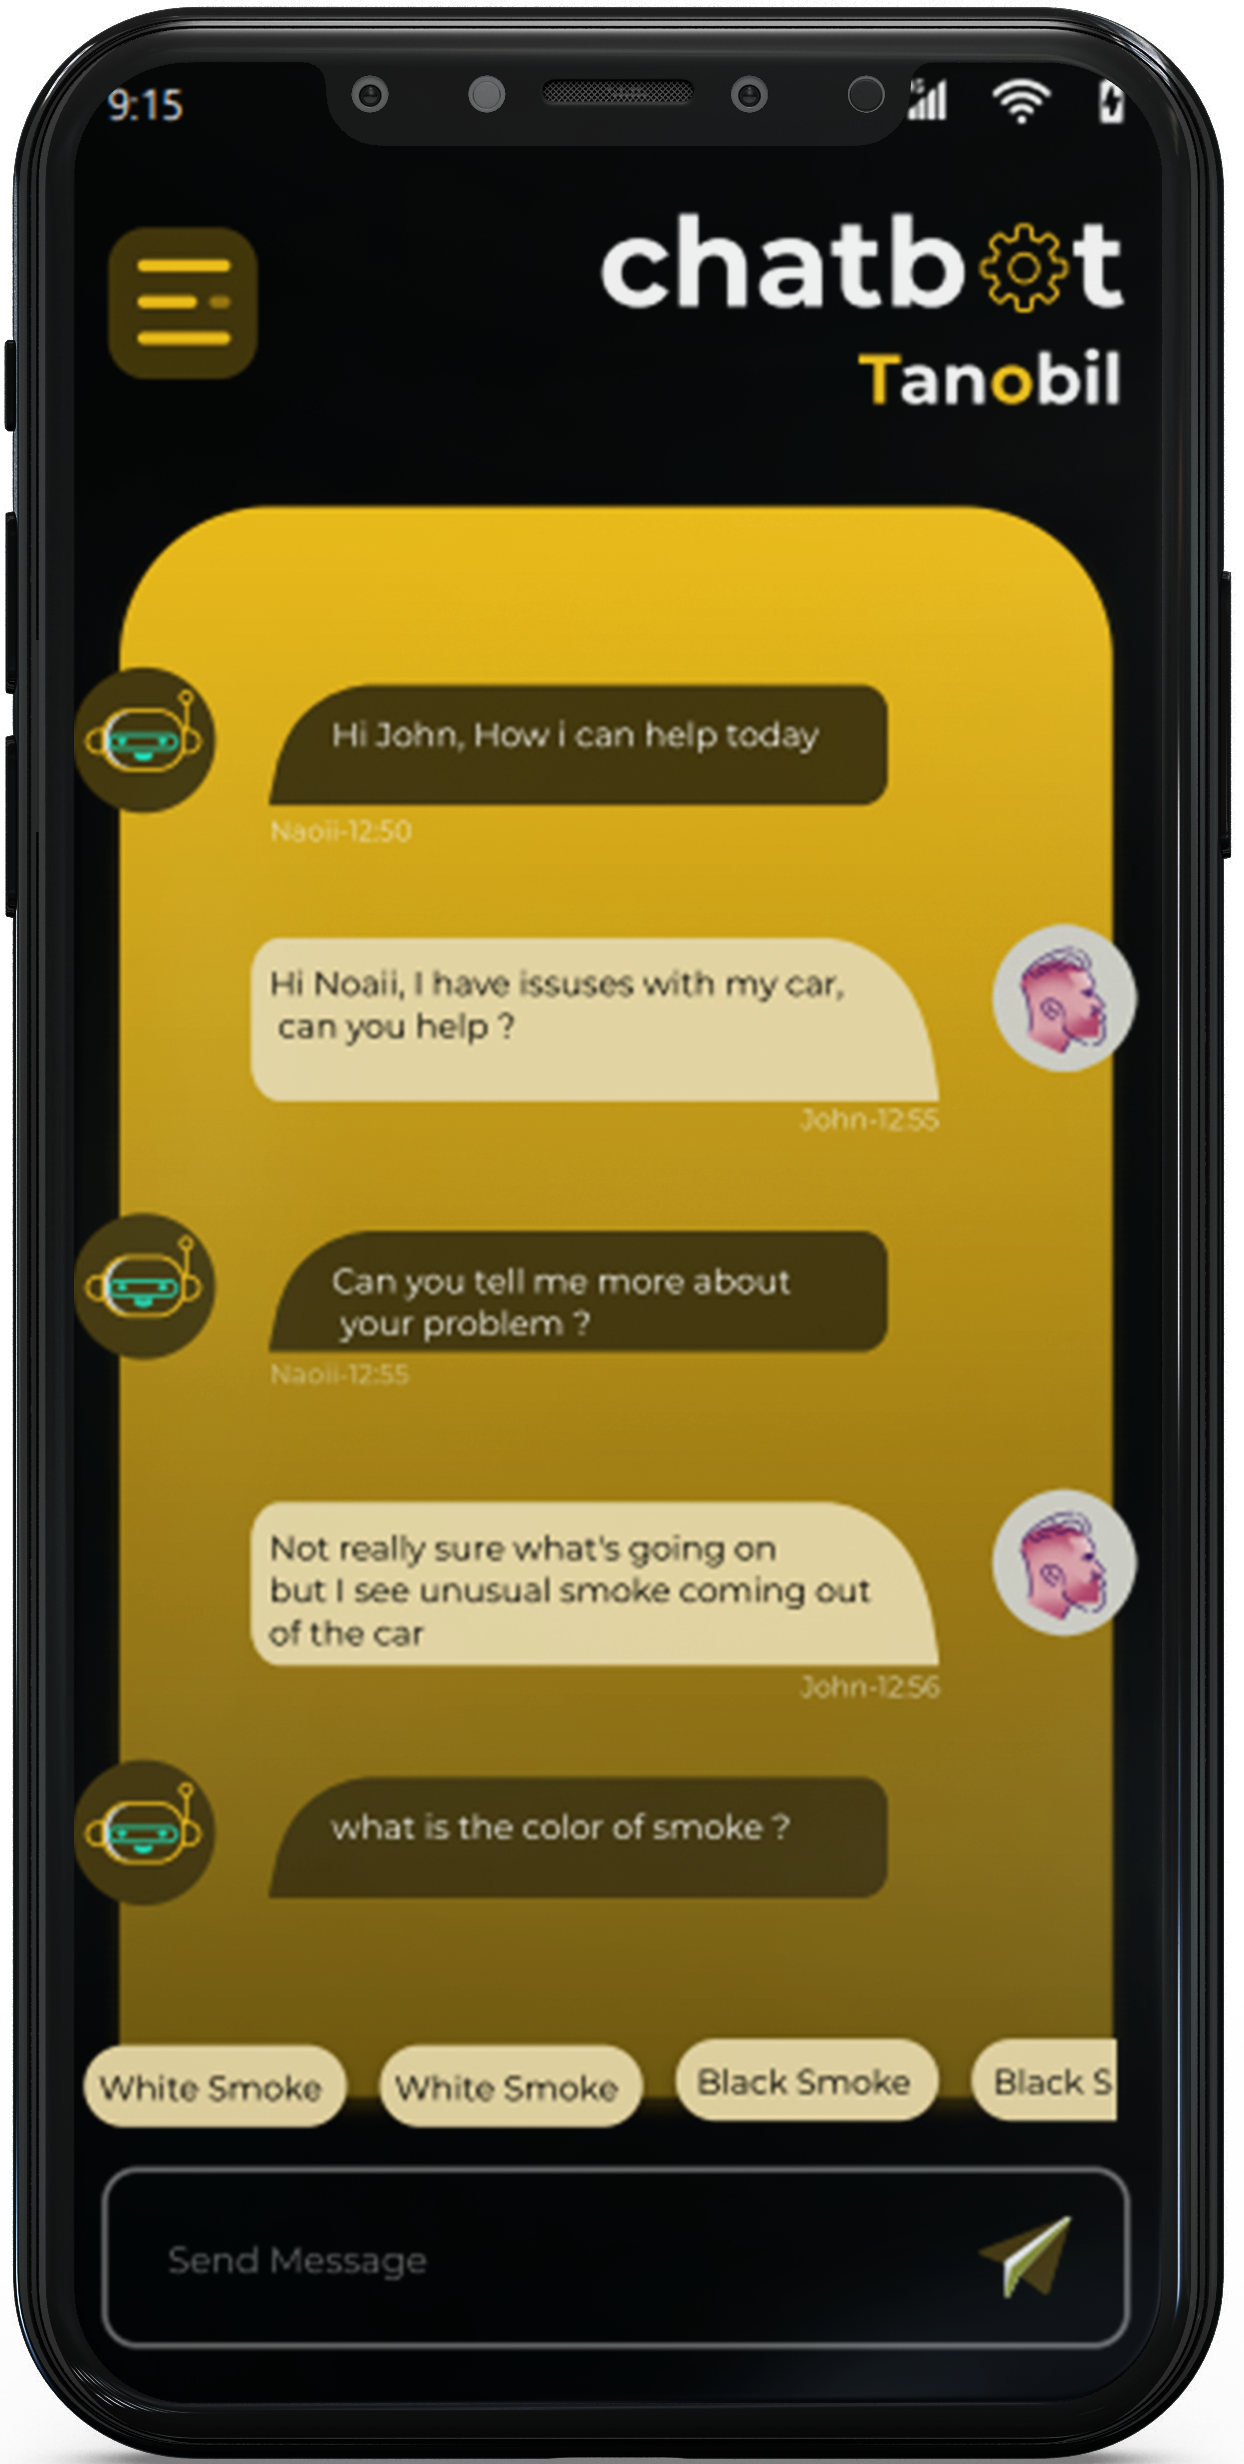 9:15
chatbot
Tanobil
Hi John, How i can help today
Naoii-12:50
Hi Noaii, I have issuses with my car,
can you help ?
John-12:55
Can you tell me more about
your problem ?
Naoii-12:55
Not really sure what's going on
but I see unusual smoke coming out
of the car
John-12:56
what is the color of smoke ?
White Smoke White Smoke Black Smoke Black S
Send Message